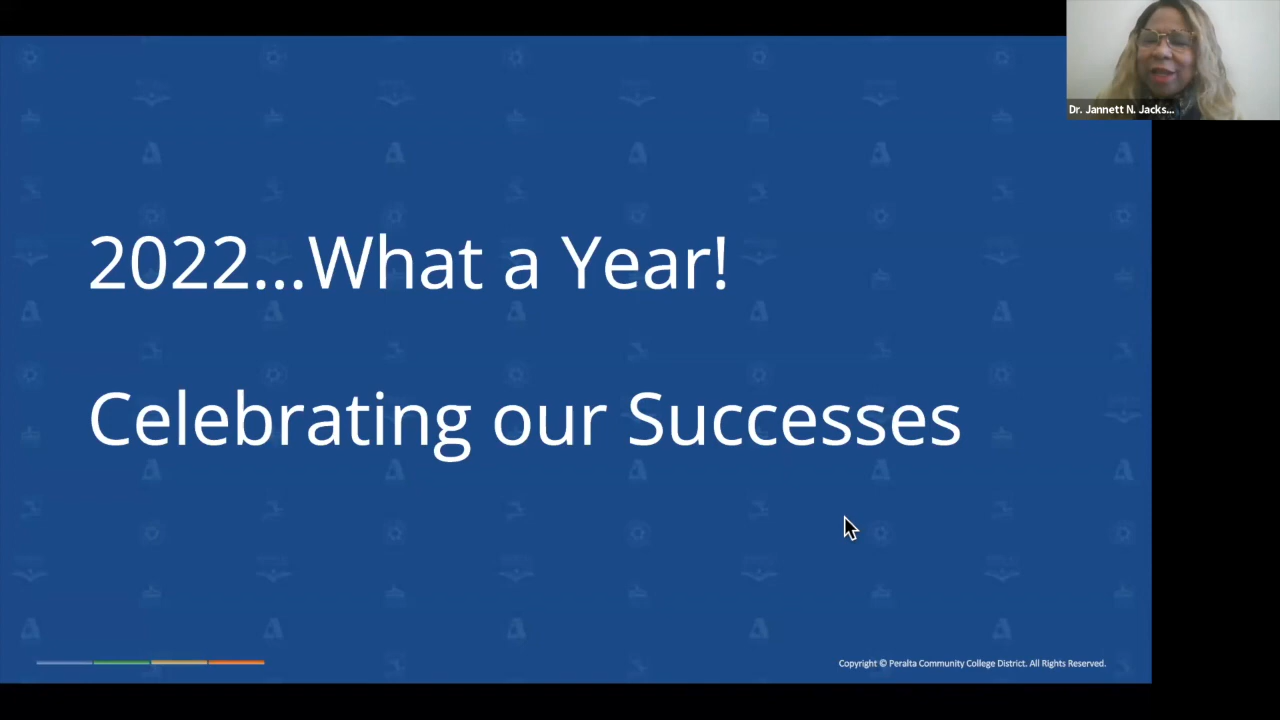 Dr. Jannett N. Jacks...
2022...What a Year!
Celebrating our Successes
Copyright © Peralta Community College District. All Rights Reserved.